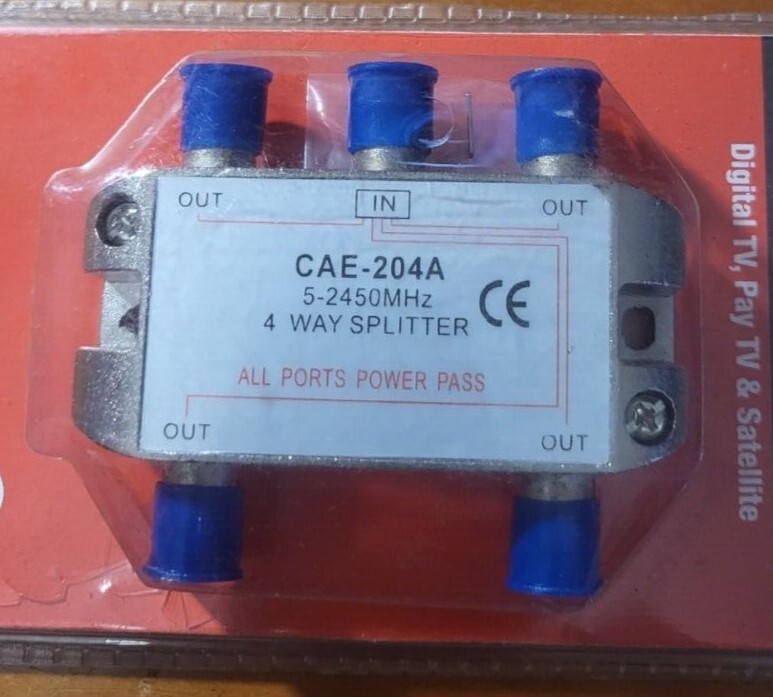 OUT
IN
OUT
CAE-204A
5-2450MHz
4 WAY SPLITTER
CE
ALL PORTS POWER PASS
OUT
OUT
Digital TV, Pay TV & Satellite